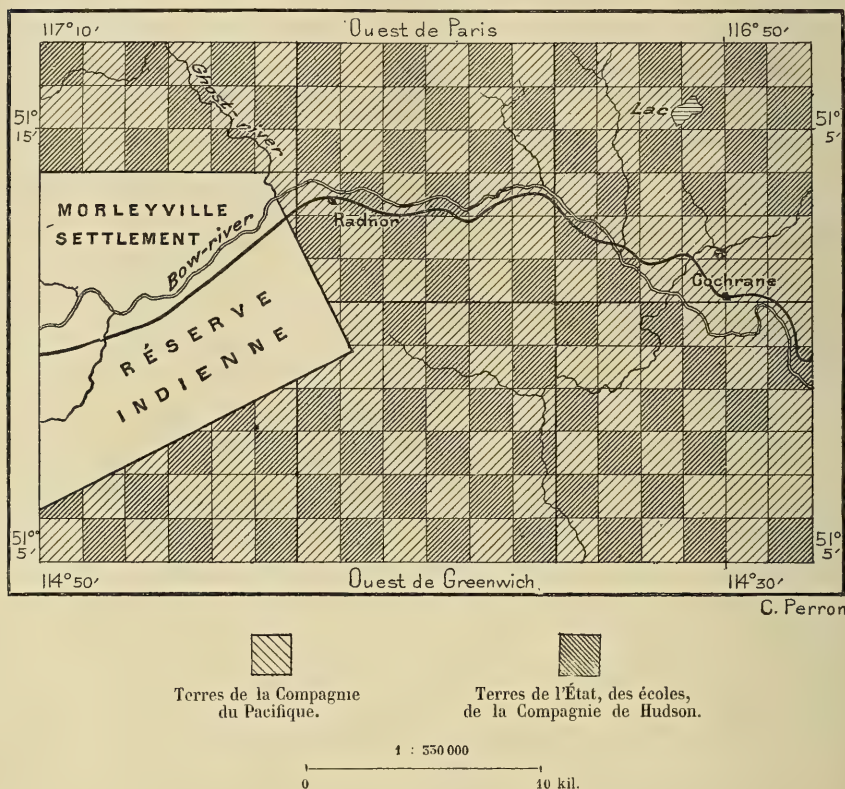 117°10′ Ouest de Paris 116°50′
Ghost-river
Lac
51° 15′
51° 5′
MORLEYVILLE
SETTLEMENT
Bow-river
Radnor
Cochrane
RÉSERVE
INDIENNE
51° 5′
51° 5′
114°50′ Ouest de Greenwich. 114°30′
C. Perron
Terres de la Compagnie
du Pacifique.
Terres de l'État, des écoles,
de la Compagnie de Hudson.
1 : 330 000
0 10 kil.